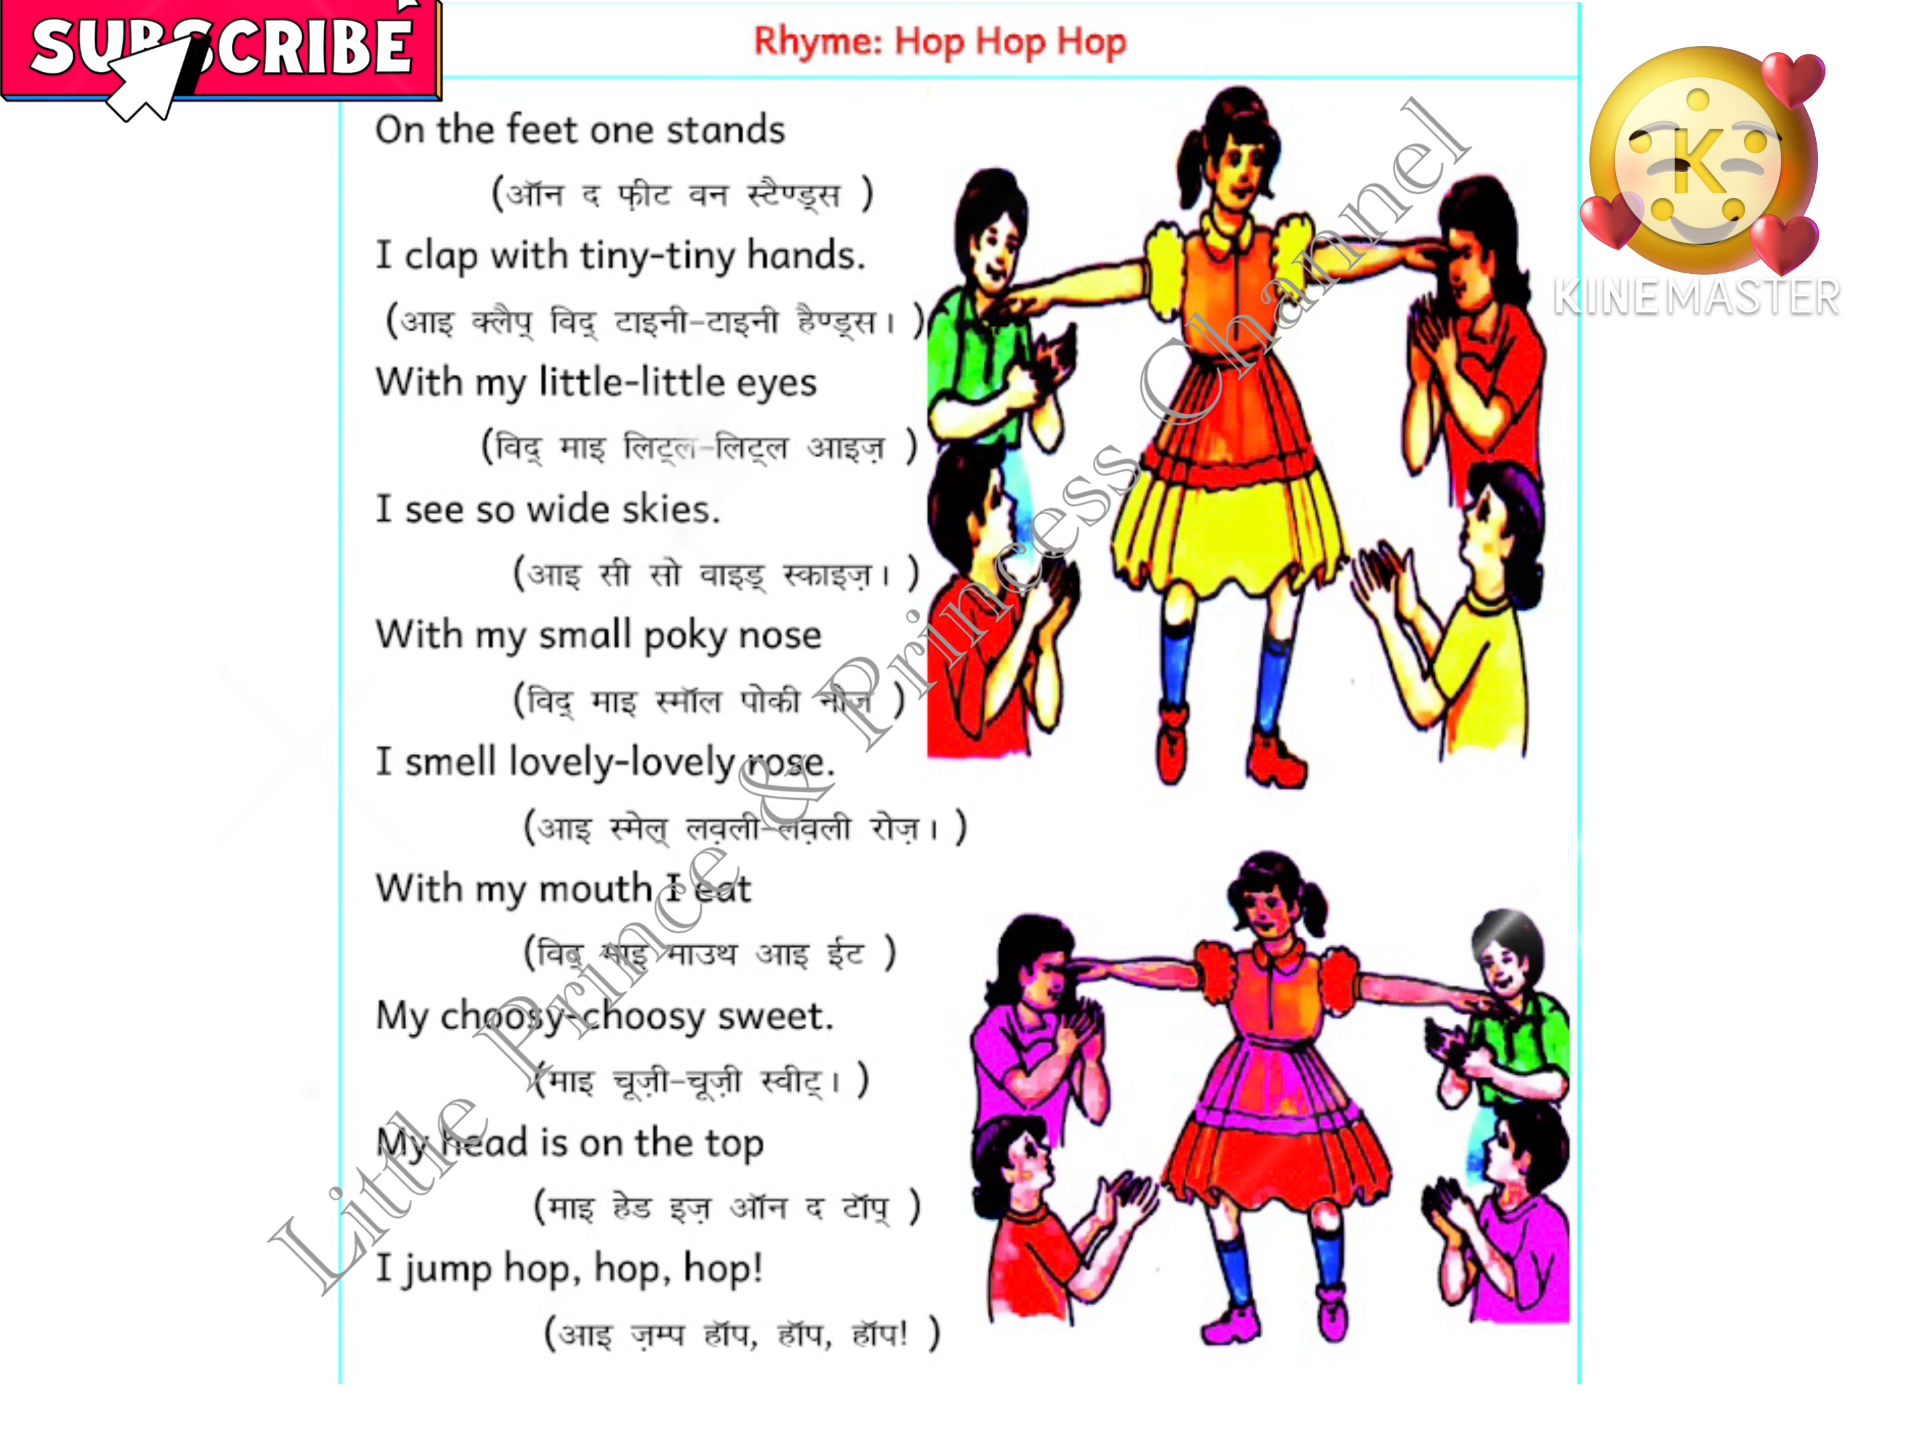 SUBSCRIBE
Rhyme: Hop Hop Hop
KINEMASTER
On the feet one stands
(ऑन द फ़ीट वन स्टैण्ड्स )
I clap with tiny-tiny hands.
(आइ क्लैप् विद् टाइनी-टाइनी हैण्ड्स। )
With my little-little eyes
(विद् माइ लिट्ल-लिट्ल आइज़ )
I see so wide skies.
(आइ सी सो वाइड् स्काइज़। )
With my small poky nose
(विद् माइ स्मॉल पोकी नोज़ )
I smell lovely-lovely rose.
(आइ स्मेल् लव़ली-लव़ली रोज़। )
With my mouth I eat
(विद् माइ माउथ आइ ईट )
My choosy-choosy sweet.
(माइ चूज़ी-चूज़ी स्वीट्। )
My head is on the top
(माइ हेड इज़ ऑन द टॉप् )
I jump hop, hop, hop!
(आइ ज़म्प हॉप, हॉप, हॉप! )
Little Prince & Princess Channel